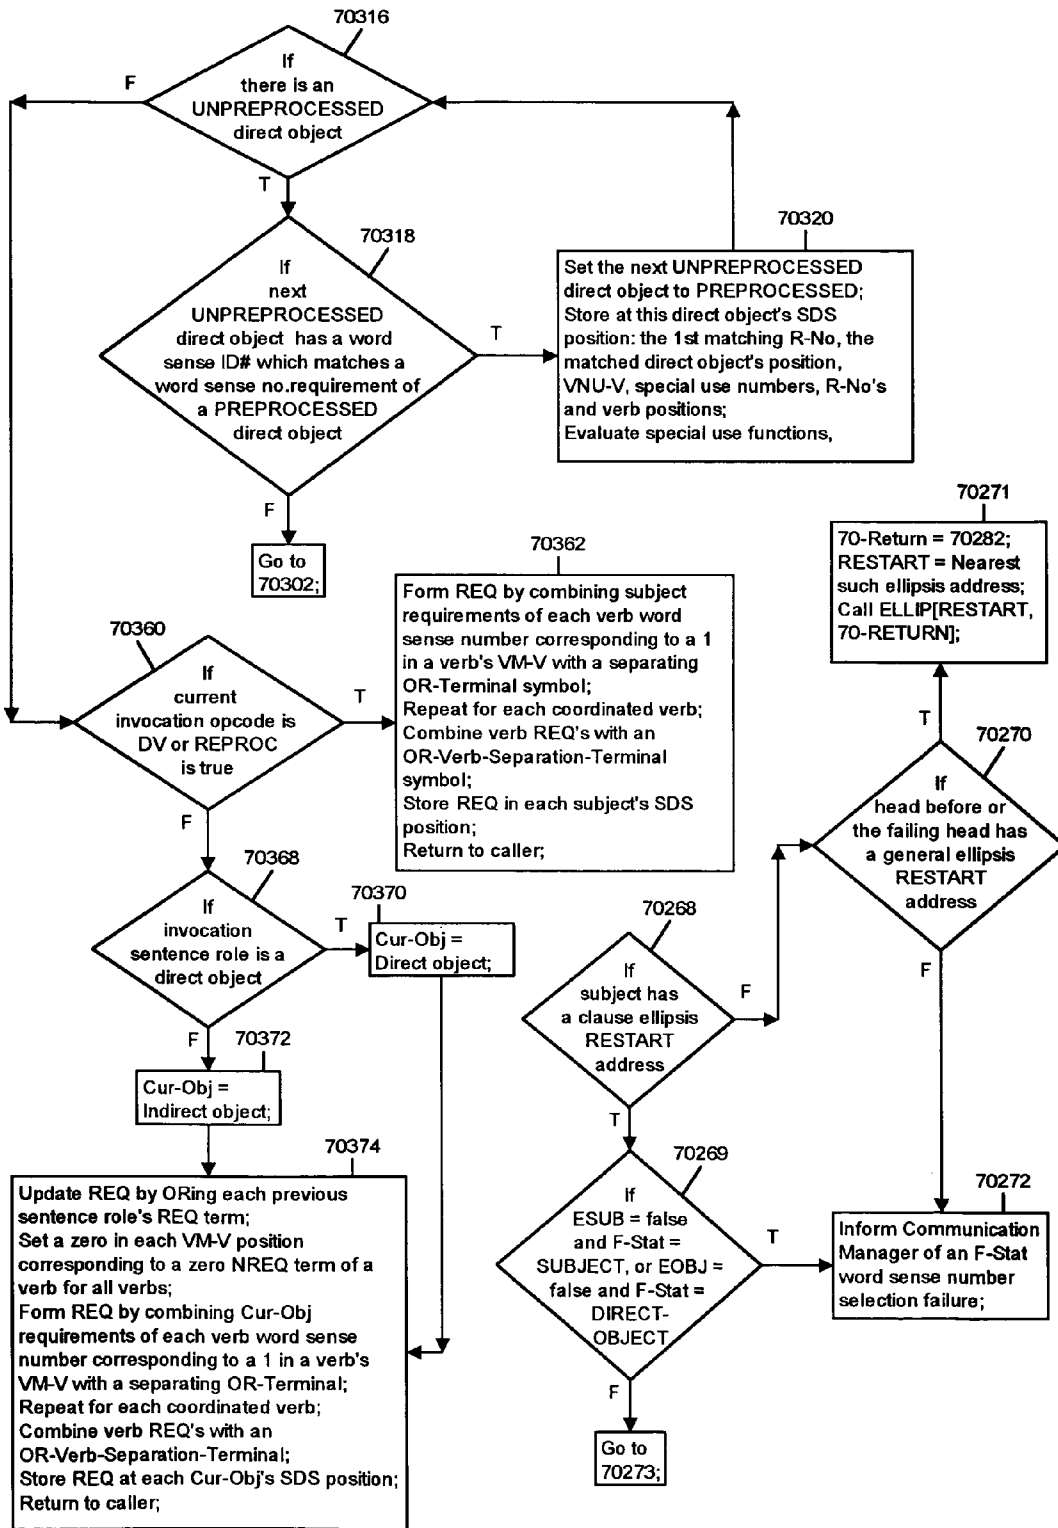 70316
If
there is an
UNPREPROCESSED
direct object
F
T
70318
If
next
UNPREPROCESSED
direct object has a word
sense ID# which matches a
word sense no.requirement of
a PREPROCESSED
direct object
T
F
70320
Set the next UNPREPROCESSED
direct object to PREPROCESSED;
Store at this direct object's SDS
position: the 1st matching R-No, the
matched direct object's position,
VNU-V, special use numbers, R-No's
and verb positions;
Evaluate special use functions,
Go to
70302;
70360
If
current
invocation opcode is
DV or REPROC
is true
T
F
70362
Form REQ by combining subject
requirements of each verb word
sense number corresponding to a 1
in a verb's VM-V with a separating
OR-Terminal symbol;
Repeat for each coordinated verb;
Combine verb REQ's with an
OR-Verb-Separation-Terminal
symbol;
Store REQ in each subject's SDS
position;
Return to caller;
70368
If
invocation
sentence role is a
direct object
T
F
70370
Cur-Obj =
Direct object;
70372
Cur-Obj =
Indirect object;
70374
Update REQ by ORing each previous
sentence role's REQ term;
Set a zero in each VM-V position
corresponding to a zero NREQ term of a
verb for all verbs;
Form REQ by combining Cur-Obj
requirements of each verb word sense
number corresponding to a 1 in a verb's
VM-V with a separating OR-Terminal;
Repeat for each coordinated verb;
Combine verb REQ's with an
OR-Verb-Separation-Terminal;
Store REQ at each Cur-Obj's SDS position;
Return to caller;
70271
70-Return = 70282;
RESTART = Nearest
such ellipsis address;
Call ELLIP[RESTART,
70-RETURN];
T
70270
If
head before or
the failing head has
a general ellipsis
RESTART
address
F
70268
If
subject has
a clause ellipsis
RESTART
address
F
T
70269
If
ESUB = false
and F-Stat =
SUBJECT, or EOBJ =
false and F-Stat =
DIRECT-
OBJECT
T
F
70272
Inform Communication
Manager of an F-Stat
word sense number
selection failure;
Go to
70273;